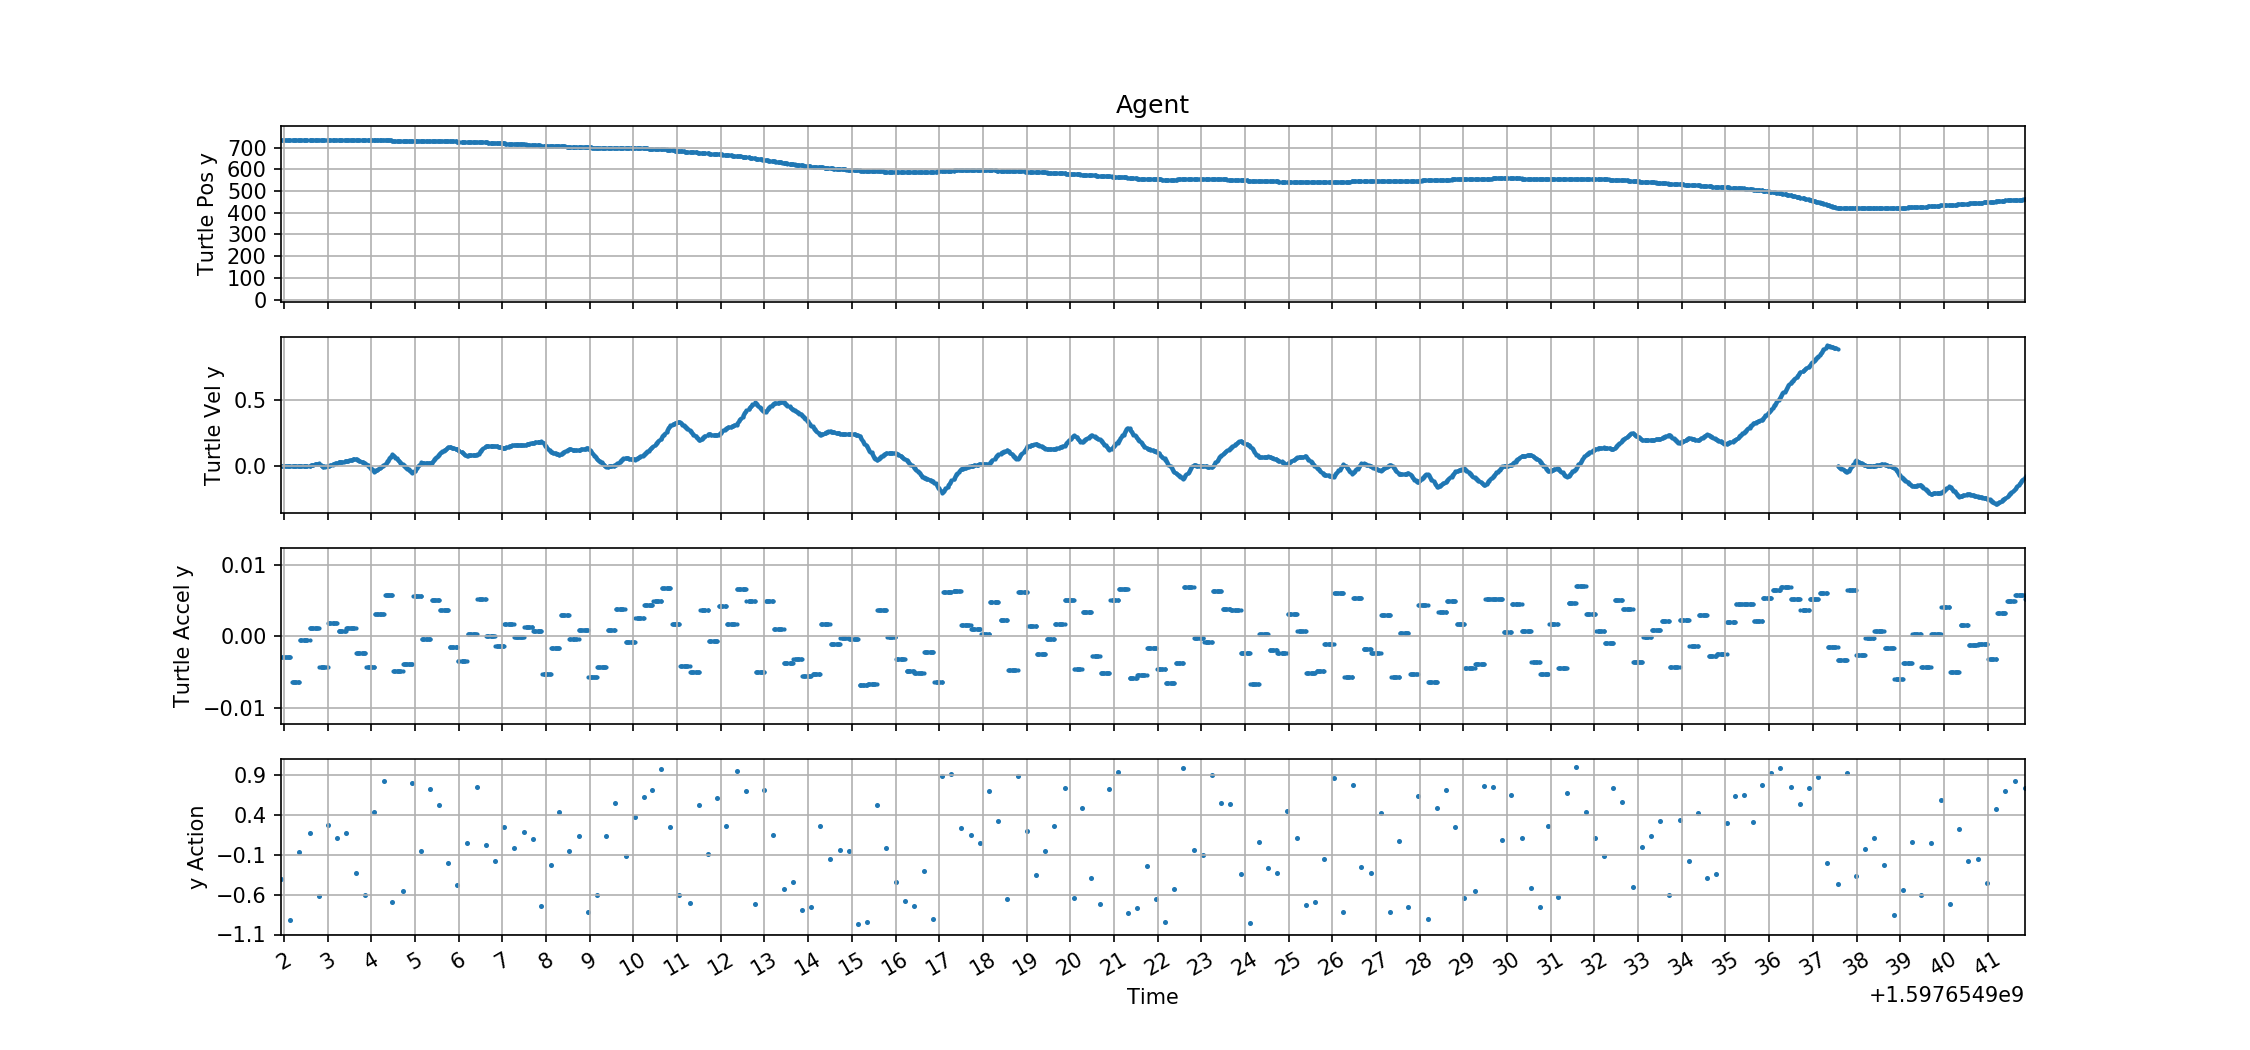 Agent
Turtle Pos y
700
600
500
400
300
200
100
0
Turtle Vel y
0.5
0.0
Turtle Accel y
0.01
0.00
−0.01
y Action
0.9
0.4
−0.1
−0.6
−1.1
2 3 4 5 6 7 8 9 10 11 12 13 14 15 16 17 18 19 20 21 22 23 24 25 26 27 28 29 30 31 32 33 34 35 36 37 38 39 40 41
Time
+1.5976549e9